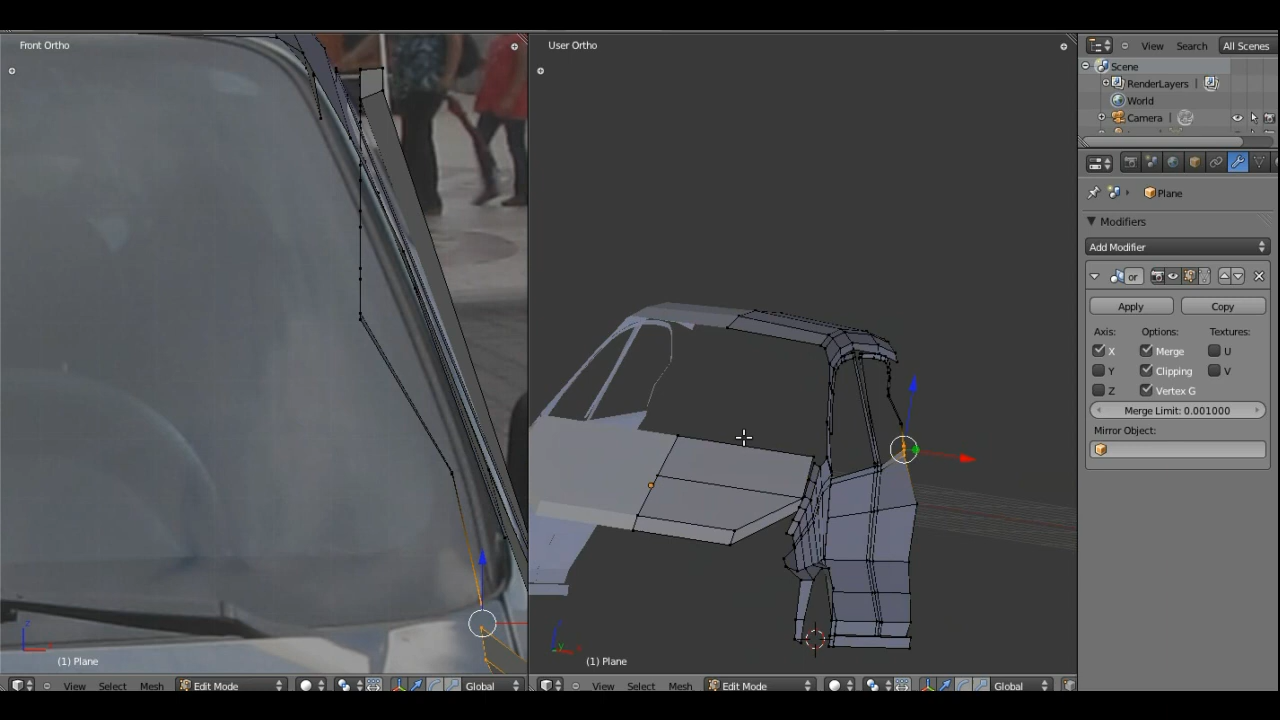 Front Ortho
User Ortho
View Search All Scenes
Scene
RenderLayers
World
Camera
Plane
Modifiers
Add Modifier
or
Apply Copy
Axis: Options: Textures:
X Merge U
Y Clipping V
Z Vertex G
Merge Limit: 0.001000
Mirror Object:
(1) Plane
(1) Plane
View Select Mesh Edit Mode Global
View Select Mesh Edit Mode Global